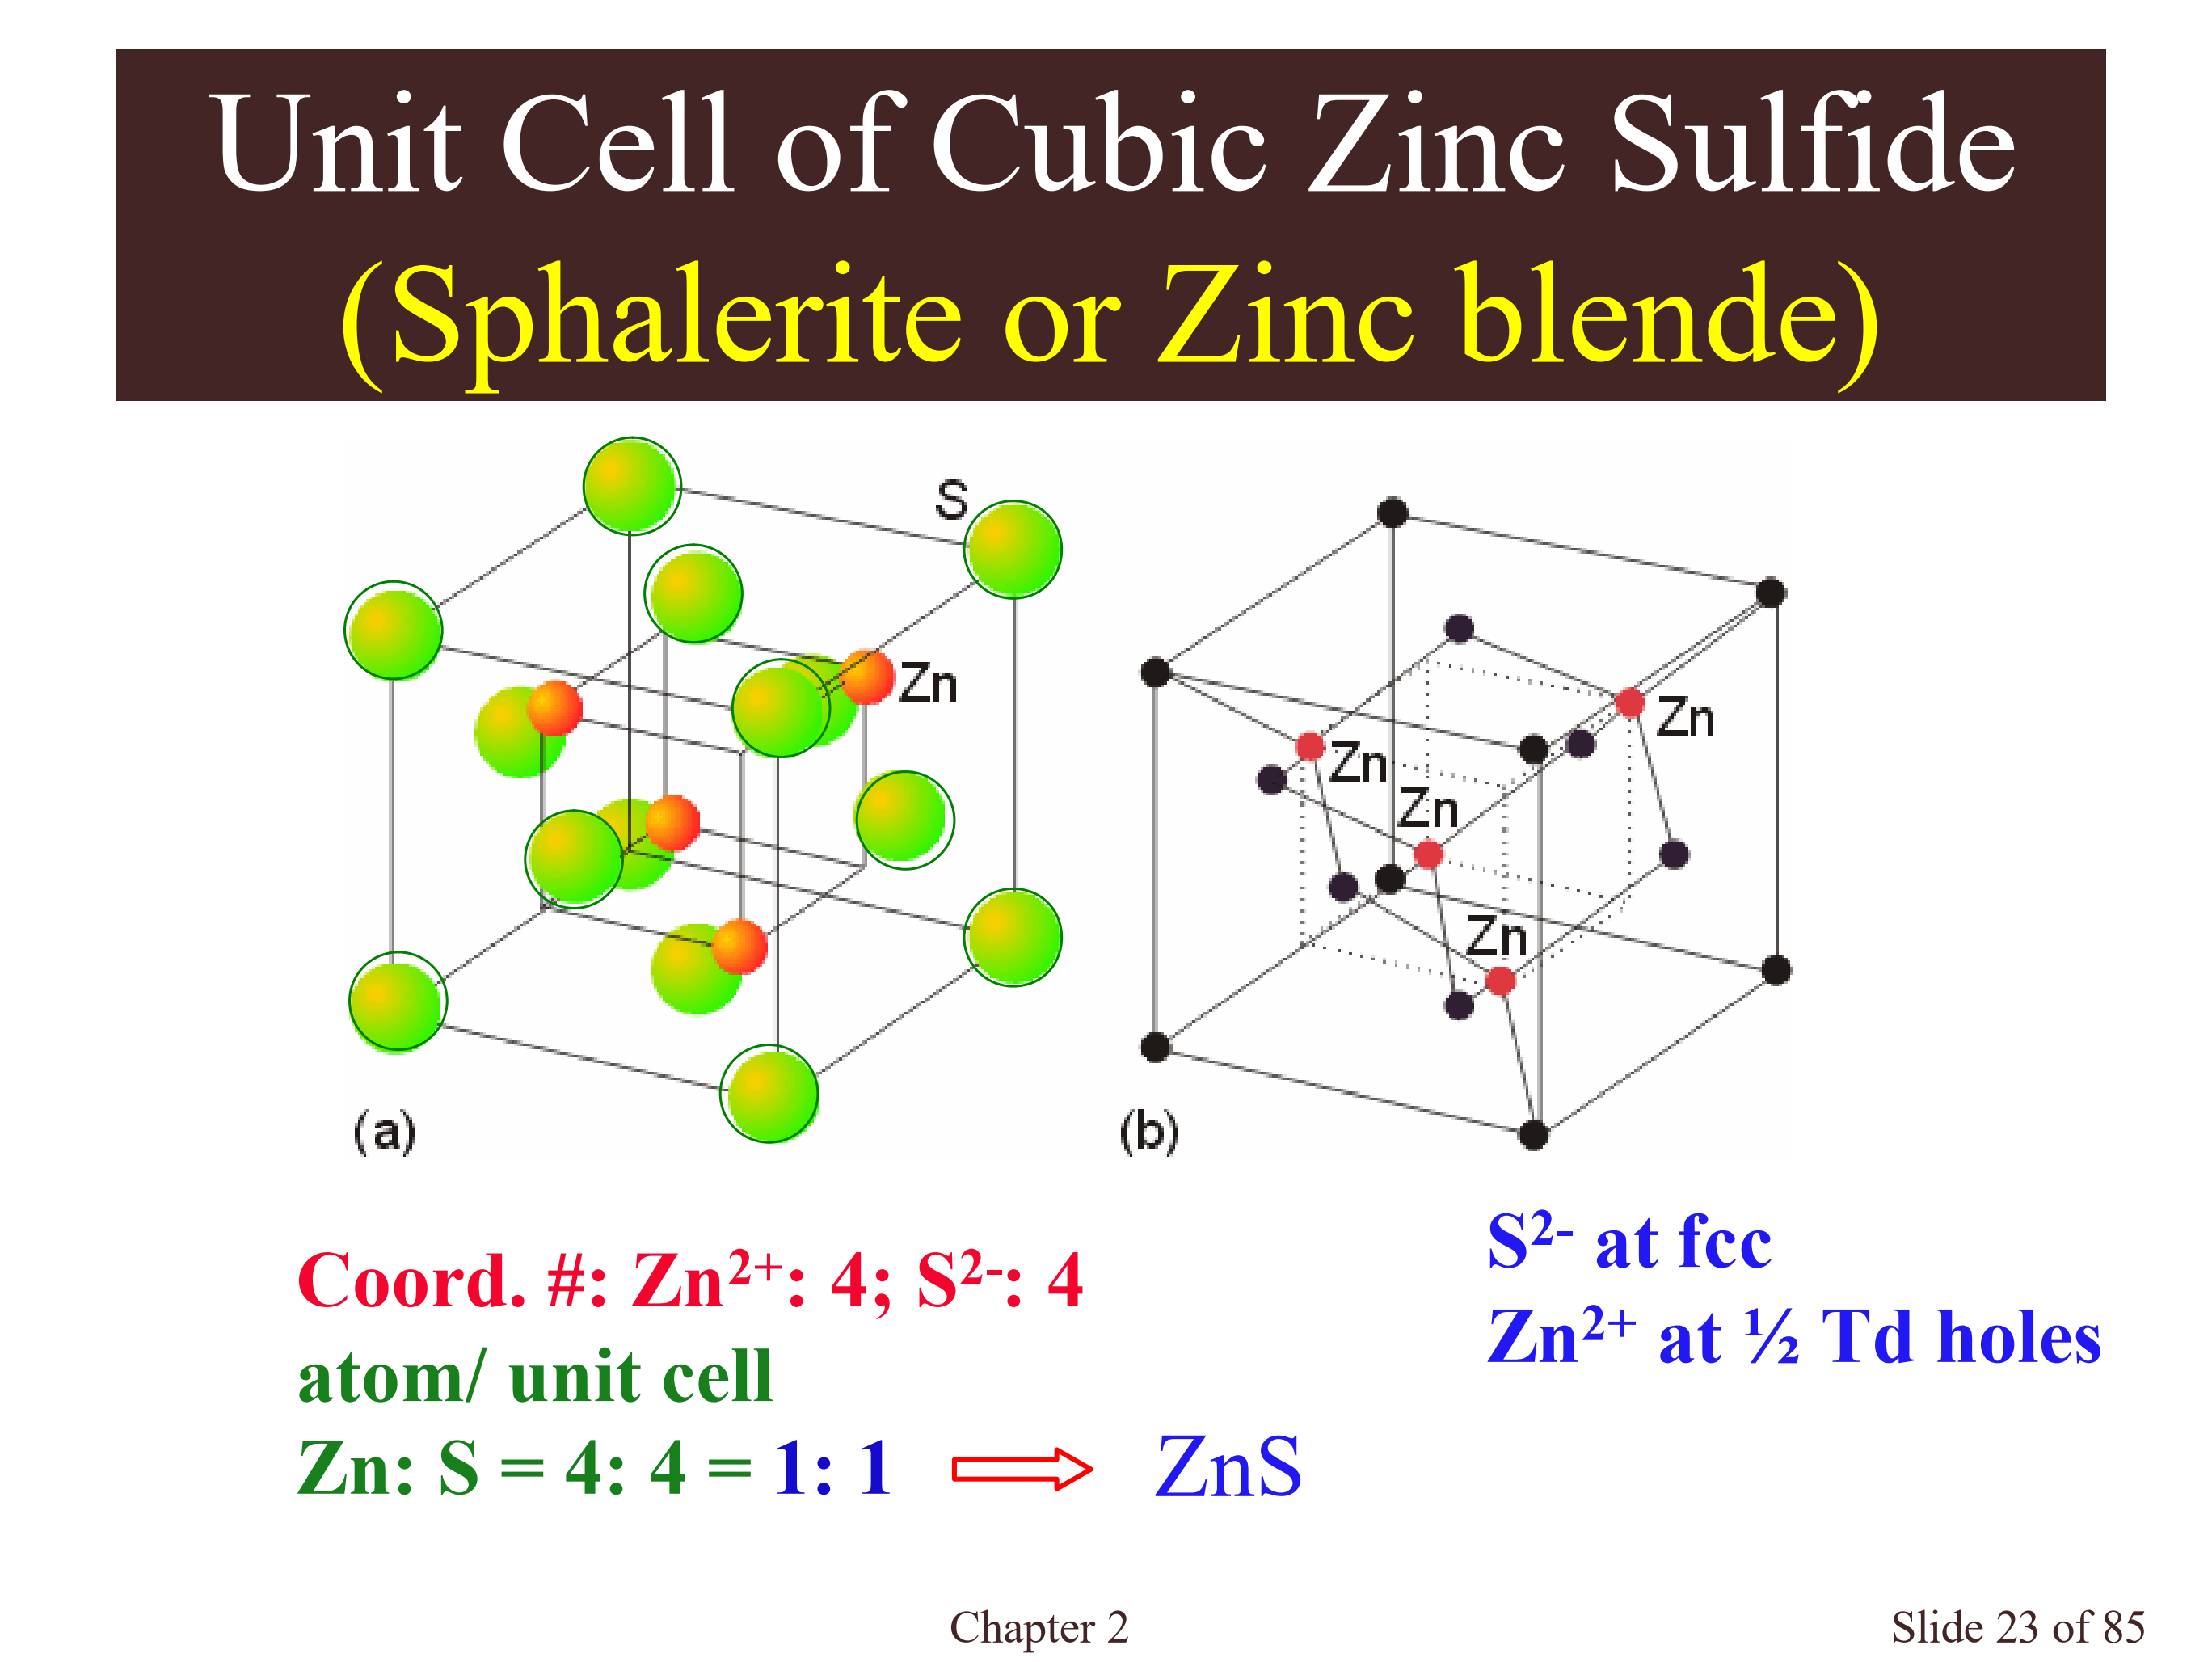 Unit Cell of Cubic Zinc Sulfide
(Sphalerite or Zinc blende)
S
Zn
(a)
Zn
Zn
Zn
Zn
(b)
Coord. #: Zn²⁺: 4; S²⁻: 4
atom/ unit cell
Zn: S = 4: 4 = 1: 1
ZnS
S²⁻ at fcc
Zn²⁺ at ½ Td holes
Chapter 2
Slide 23 of 85